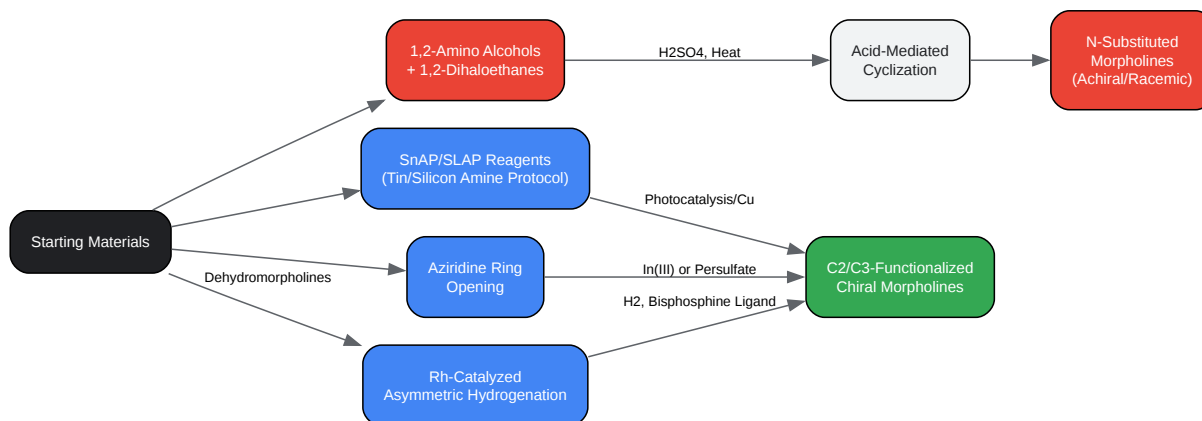 1,2-Amino Alcohols
+ 1,2-Dihaloethanes
H2SO4, Heat
Acid-Mediated
Cyclization
N-Substituted
Morpholines
(Achiral/Racemic)
SnAP/SLAP Reagents
(Tin/Silicon Amine Protocol)
Photocatalysis/Cu
Starting Materials
Dehydromorpholines
Aziridine Ring
Opening
In(III) or Persulfate
H2, Bisphosphine Ligand
C2/C3-Functionalized
Chiral Morpholines
Rh-Catalyzed
Asymmetric Hydrogenation